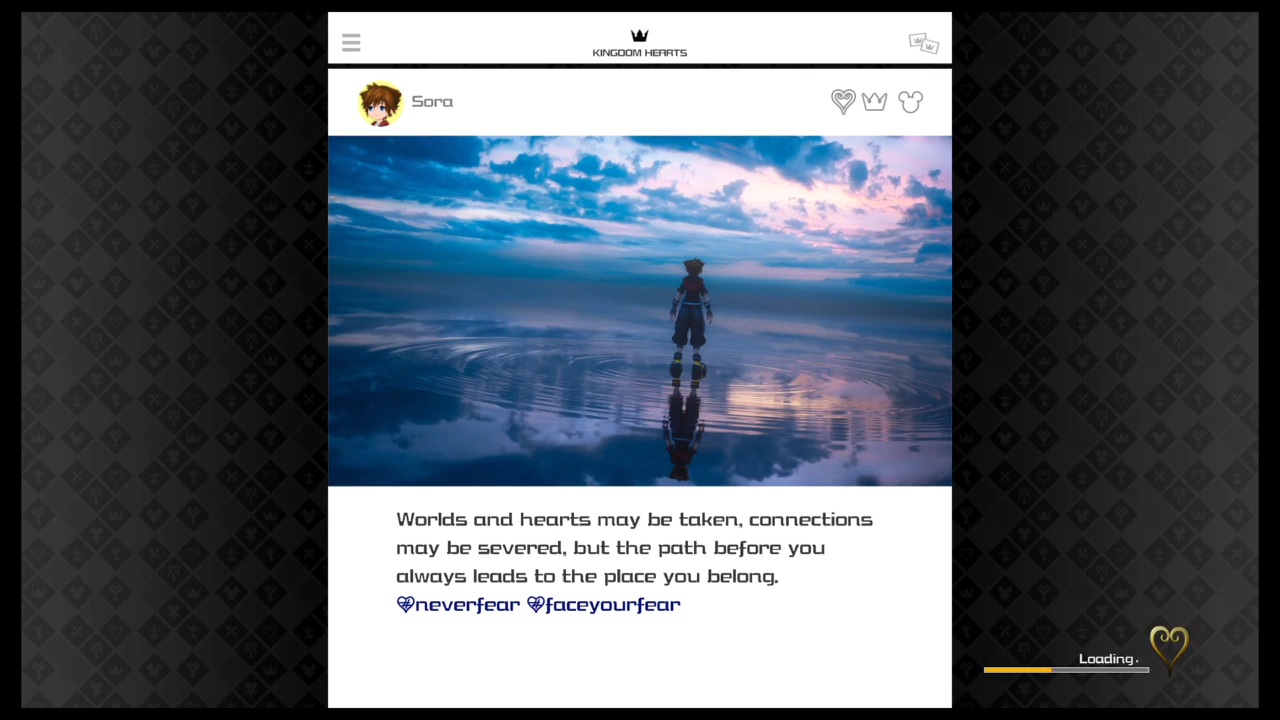 KINGDOM HEARTS
Sora
Worlds and hearts may be taken, connections
may be severed, but the path before you
always leads to the place you belong.
neverfear faceyourfear
Loading.